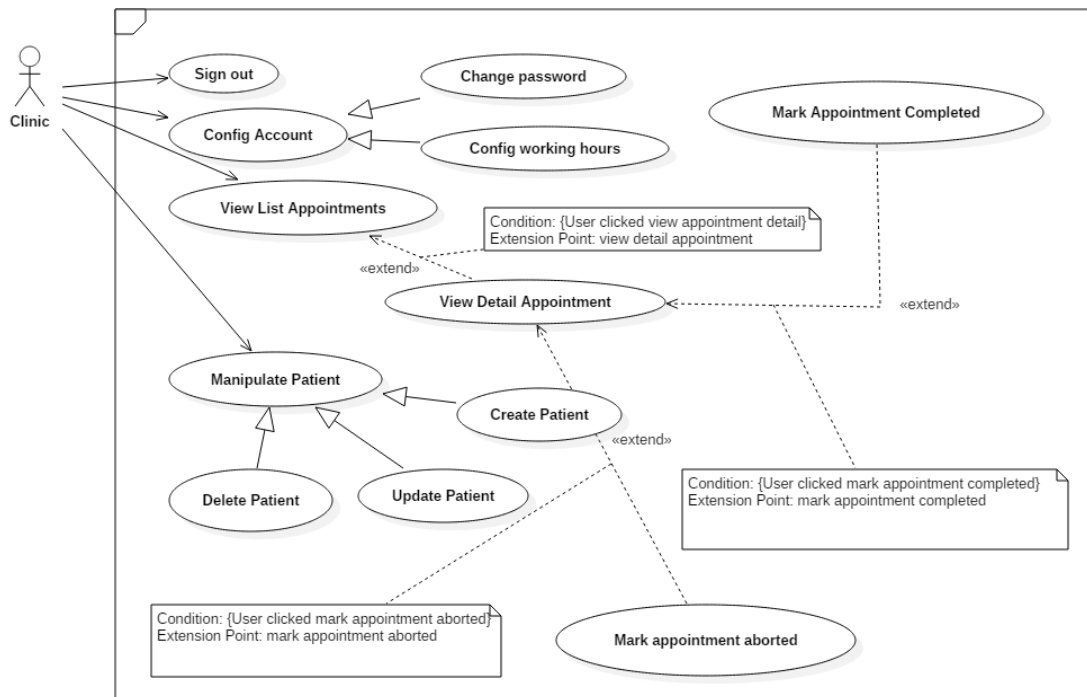 Sign out
Change password
Mark Appointment Completed
Clinic
Config Account
Config working hours
View List Appointments
Condition: {User clicked view appointment detail}
Extension Point: view detail appointment
«extend»
View Detail Appointment
«extend»
Manipulate Patient
Create Patient
«extend»
Delete Patient
Update Patient
Condition: {User clicked mark appointment completed}
Extension Point: mark appointment completed
Condition: {User clicked mark appointment aborted}
Extension Point: mark appointment aborted
Mark appointment aborted